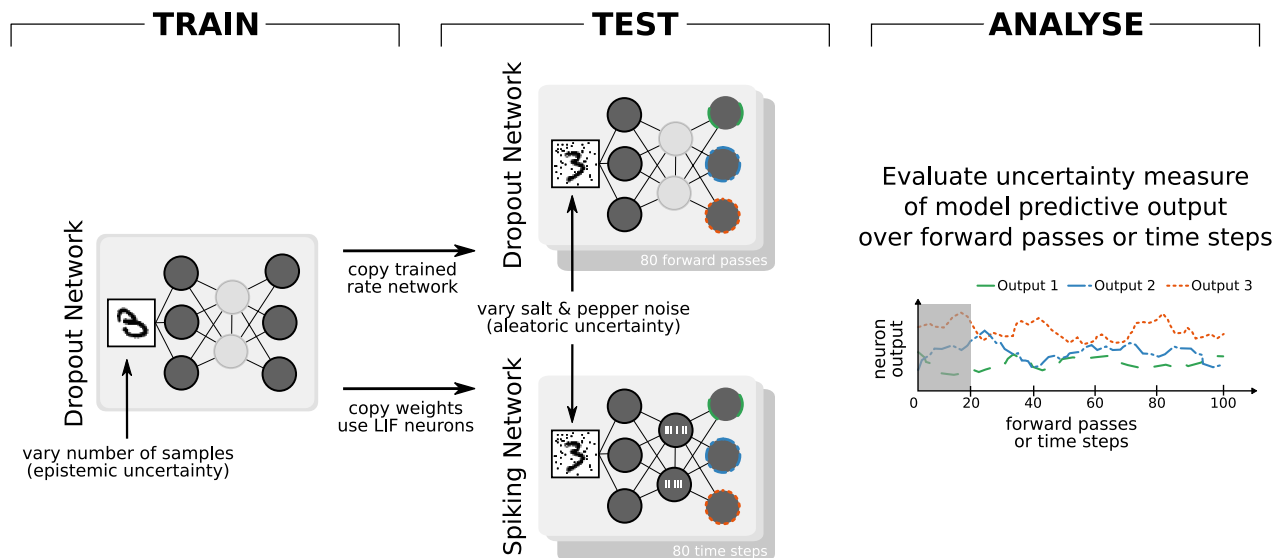 TRAIN
TEST
ANALYSE
Dropout Network
vary number of samples
(epistemic uncertainty)
copy trained
rate network
copy weights
use LIF neurons
Dropout Network
80 forward passes
vary salt & pepper noise
(aleatoric uncertainty)
Spiking Network
80 time steps
Evaluate uncertainty measure
of model predictive output
over forward passes or time steps
Output 1
Output 2
Output 3
neuron
output
0
20
40
60
80
100
forward passes
or time steps
3
3